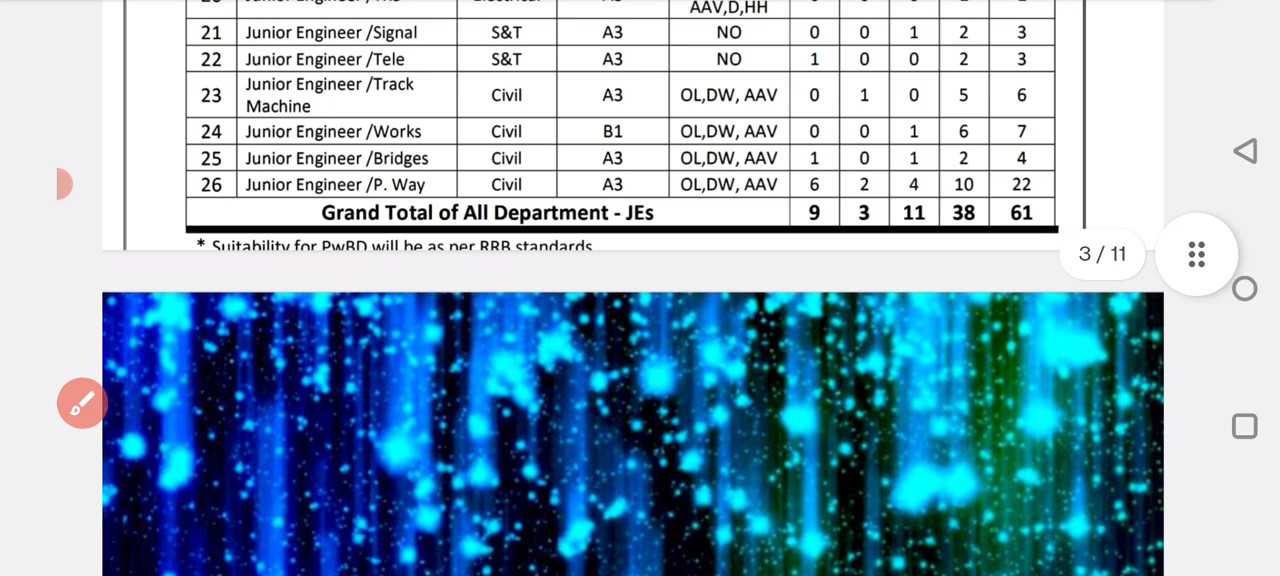 AAV,D,HH
21 Junior Engineer /Signal S&T A3 NO 0 0 1 2 3
22 Junior Engineer /Tele S&T A3 NO 1 0 0 2 3
23 Junior Engineer /Track Machine Civil A3 OL,DW, AAV 0 1 0 5 6
24 Junior Engineer /Works Civil B1 OL,DW, AAV 0 0 1 6 7
25 Junior Engineer /Bridges Civil A3 OL,DW, AAV 1 0 1 2 4
26 Junior Engineer /P. Way Civil A3 OL,DW, AAV 6 2 4 10 22
Grand Total of All Department - JEs 9 3 11 38 61
* Suitability for PwBD will be as per RRB standards
3 / 11